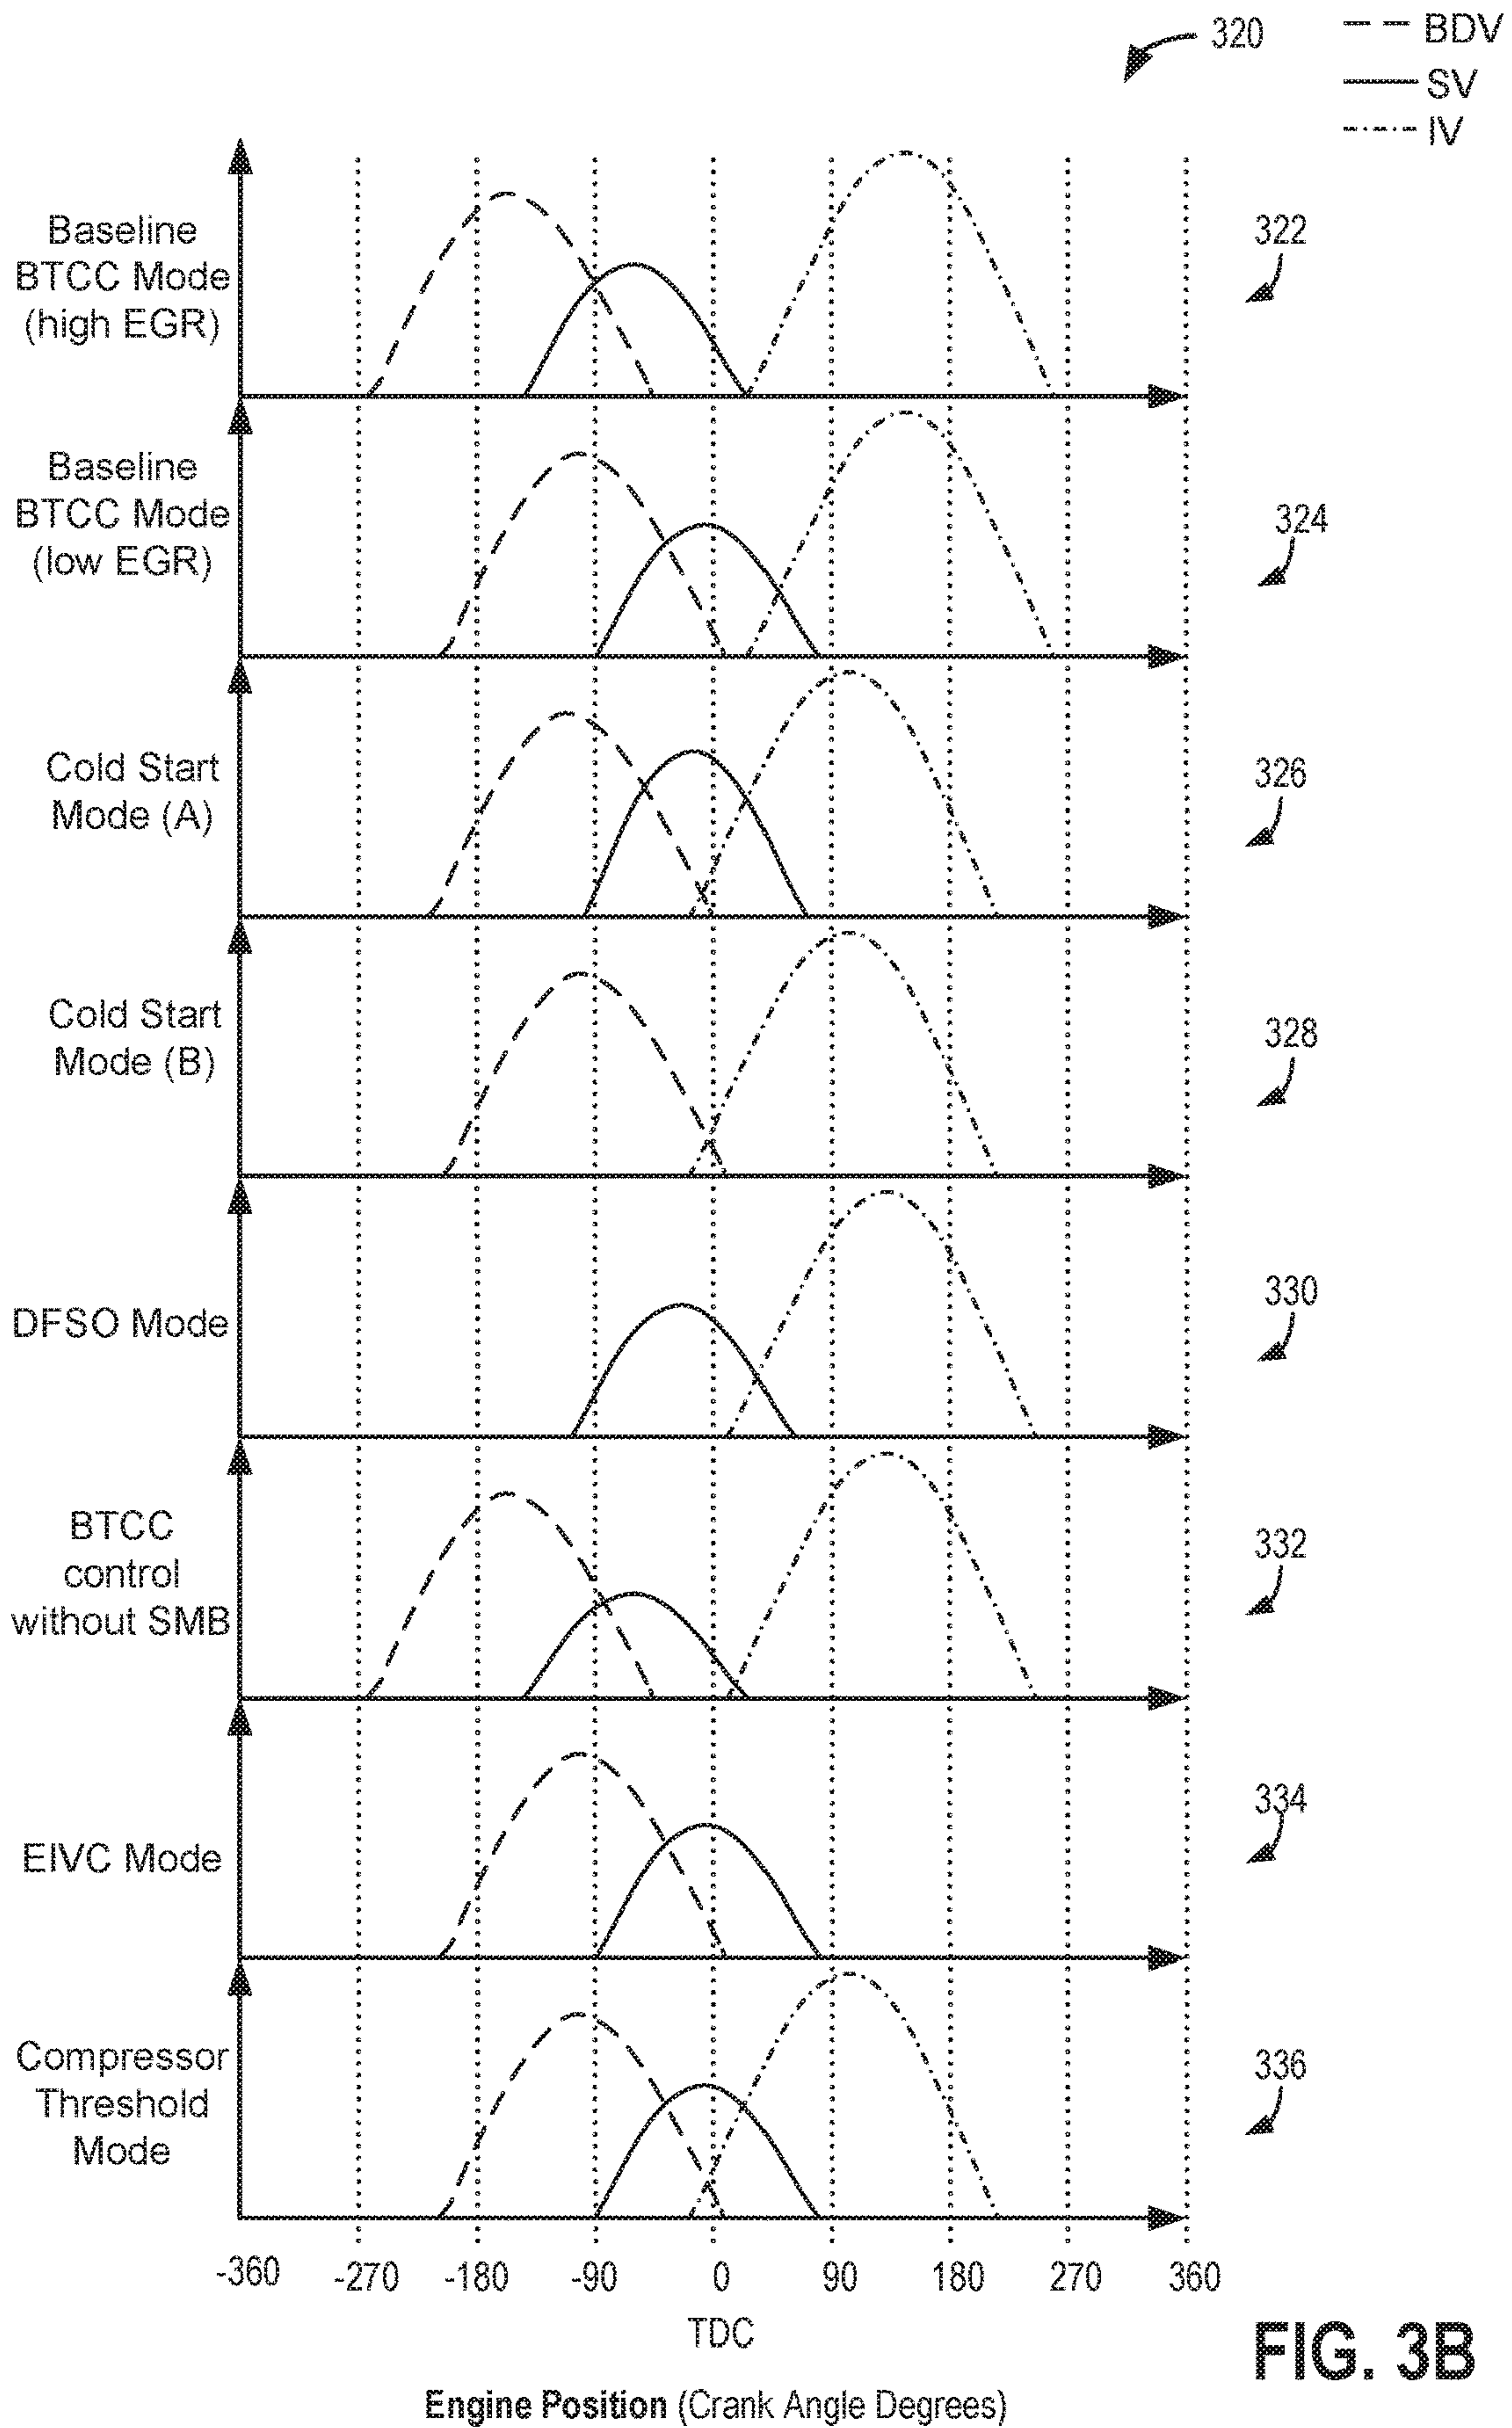 320
BDV
SV
IV
Baseline
BTCC Mode
(high EGR)
322
Baseline
BTCC Mode
(low EGR)
324
Cold Start
Mode (A)
326
Cold Start
Mode (B)
328
DFSO Mode
330
BTCC
control
without SMB
332
EIVC Mode
334
Compressor
Threshold
Mode
336
-360 -270 -180 -90 0 90 180 270 360
TDC
FIG. 3B
Engine Position (Crank Angle Degrees)